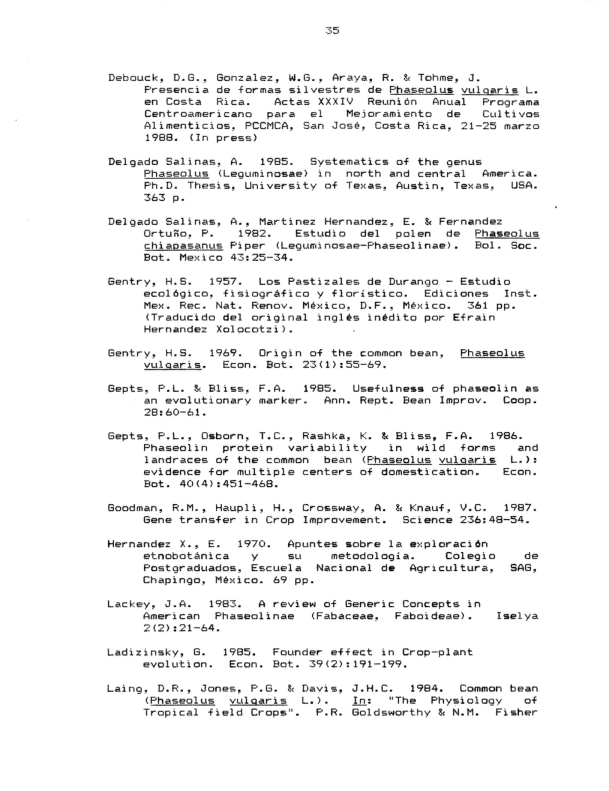 35
Debouck, D.G., Gonzalez, W.G., Araya, R. & Tohme, J.
Presencia de formas silvestres de Phaseolus vulgaris L.
en Costa Rica. Actas XXXIV Reunión Anual Programa
Centroamericano para el Mejoramiento de Cultivos
Alimenticios, PCCMCA, San José, Costa Rica, 21-25 marzo
1988. (In press)
Delgado Salinas, A. 1985. Systematics of the genus
Phaseolus (Leguminosae) in north and central America.
Ph.D. Thesis, University of Texas, Austin, Texas, USA.
363 p.
Delgado Salinas, A., Martinez Hernandez, E. & Fernandez
Ortuño, P. 1982. Estudio del polen de Phaseolus
chiapasanus Piper (Leguminosae-Phaseolinae). Bol. Soc.
Bot. Mexico 43:25-34.
Gentry, H.S. 1957. Los Pastizales de Durango - Estudio
ecológico, fisiográfico y florístico. Ediciones Inst.
Mex. Rec. Nat. Renov. México, D.F., México. 361 pp.
(Traducido del original inglés inédito por Efrain
Hernandez Xolocotzi).
Gentry, H.S. 1969. Origin of the common bean, Phaseolus
vulgaris. Econ. Bot. 23(1):55-69.
Gepts, P.L. & Bliss, F.A. 1985. Usefulness of phaseolin as
an evolutionary marker. Ann. Rept. Bean Improv. Coop.
28:60-61.
Gepts, P.L., Osborn, T.C., Rashka, K. & Bliss, F.A. 1986.
Phaseolin protein variability in wild forms and
landraces of the common bean (Phaseolus vulgaris L.):
evidence for multiple centers of domestication. Econ.
Bot. 40(4):451-468.
Goodman, R.M., Haupli, H., Crossway, A. & Knauf, V.C. 1987.
Gene transfer in Crop Improvement. Science 236:48-54.
Hernandez X., E. 1970. Apuntes sobre la exploración
etnobotánica y su metodología. Colegio de
Postgraduados, Escuela Nacional de Agricultura, SAG,
Chapingo, México. 69 pp.
Lackey, J.A. 1983. A review of Generic Concepts in
American Phaseolinae (Fabaceae, Faboideae). Iselya
2(2):21-64.
Ladizinsky, G. 1985. Founder effect in Crop-plant
evolution. Econ. Bot. 39(2):191-199.
Laing, D.R., Jones, P.G. & Davis, J.H.C. 1984. Common bean
(Phaseolus vulgaris L.). In: "The Physiology of
Tropical field Crops". P.R. Goldsworthy & N.M. Fisher